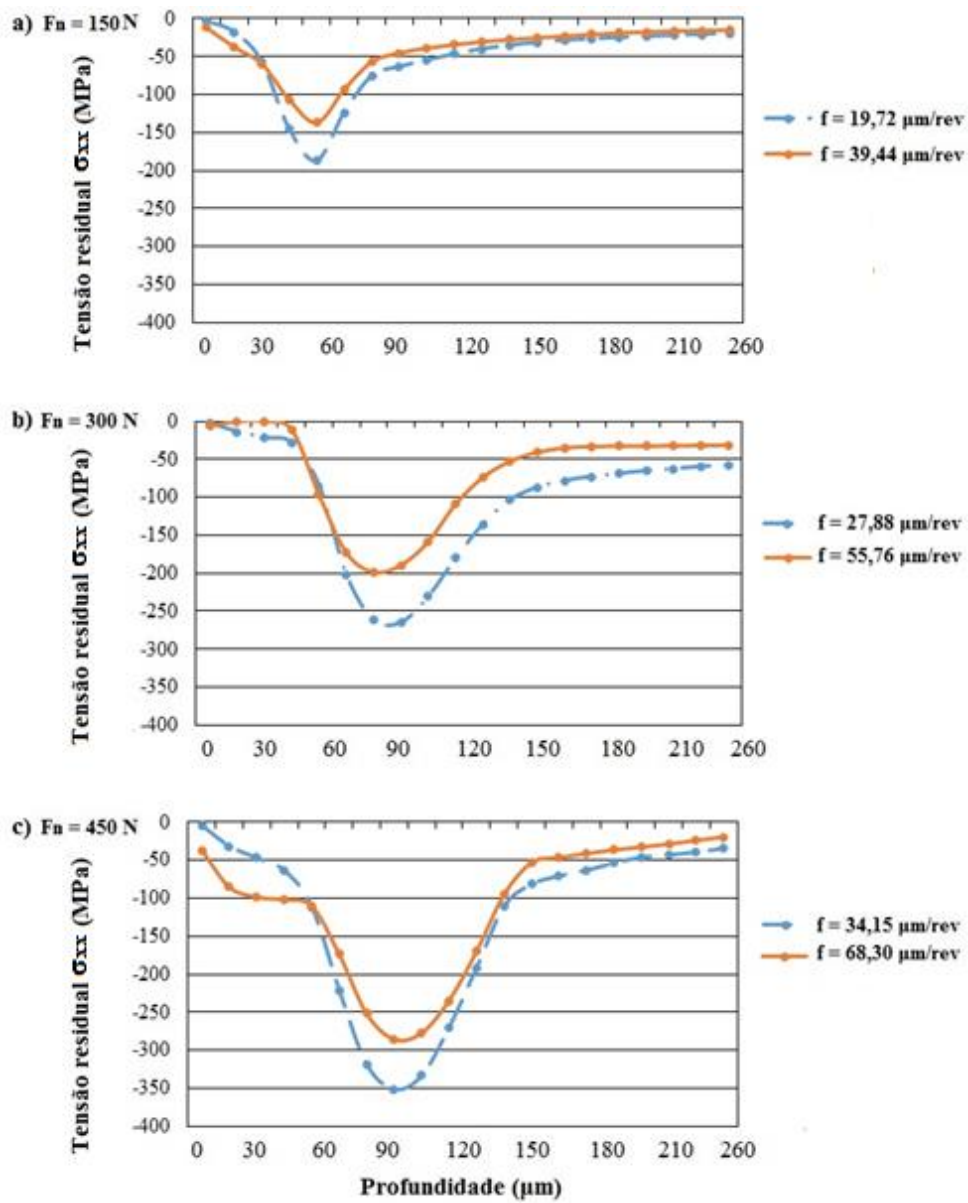 a) Fn = 150 N
Tensão residual σxx (MPa)
0
-50
-100
-150
-200
-250
-300
-350
-400
0 30 60 90 120 150 180 210 260
f = 19,72 μm/rev
f = 39,44 μm/rev
b) Fn = 300 N
Tensão residual σxx (MPa)
0
-50
-100
-150
-200
-250
-300
-350
-400
0 30 60 90 120 150 180 210 260
f = 27,88 μm/rev
f = 55,76 μm/rev
c) Fn = 450 N
Tensão residual σxx (MPa)
0
-50
-100
-150
-200
-250
-300
-350
-400
0 30 60 90 120 150 180 210 260
f = 34,15 μm/rev
f = 68,30 μm/rev
Profundidade (μm)